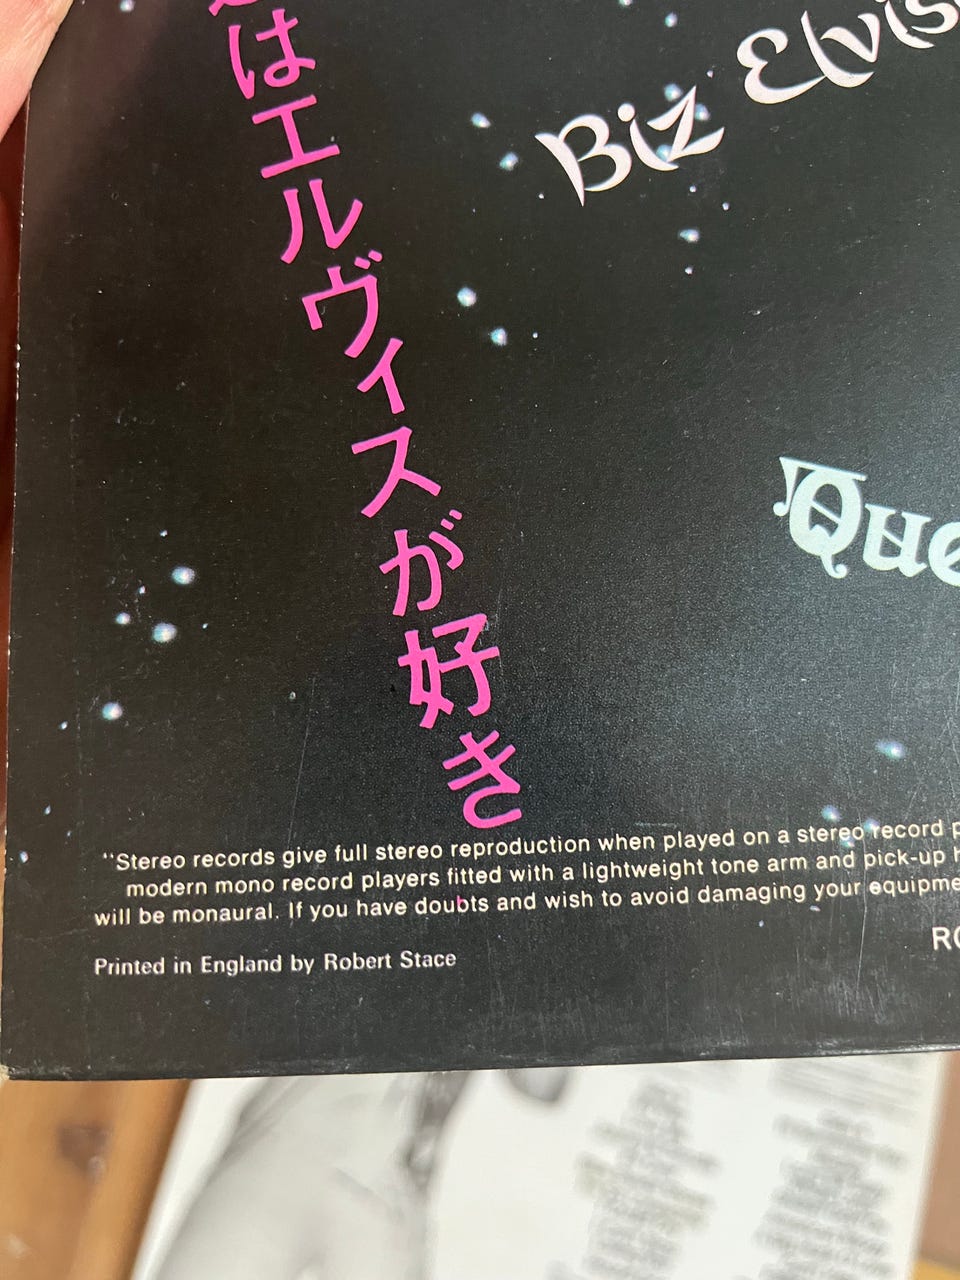 はエルヴィスが好き
Biz Elvis
"Stereo records give full stereo reproduction when played on a stereo record
modern mono record players fitted with a lightweight tone arm and pick-up
will be monaural. If you have doubts and wish to avoid damaging your
Printed in England by Robert Stace